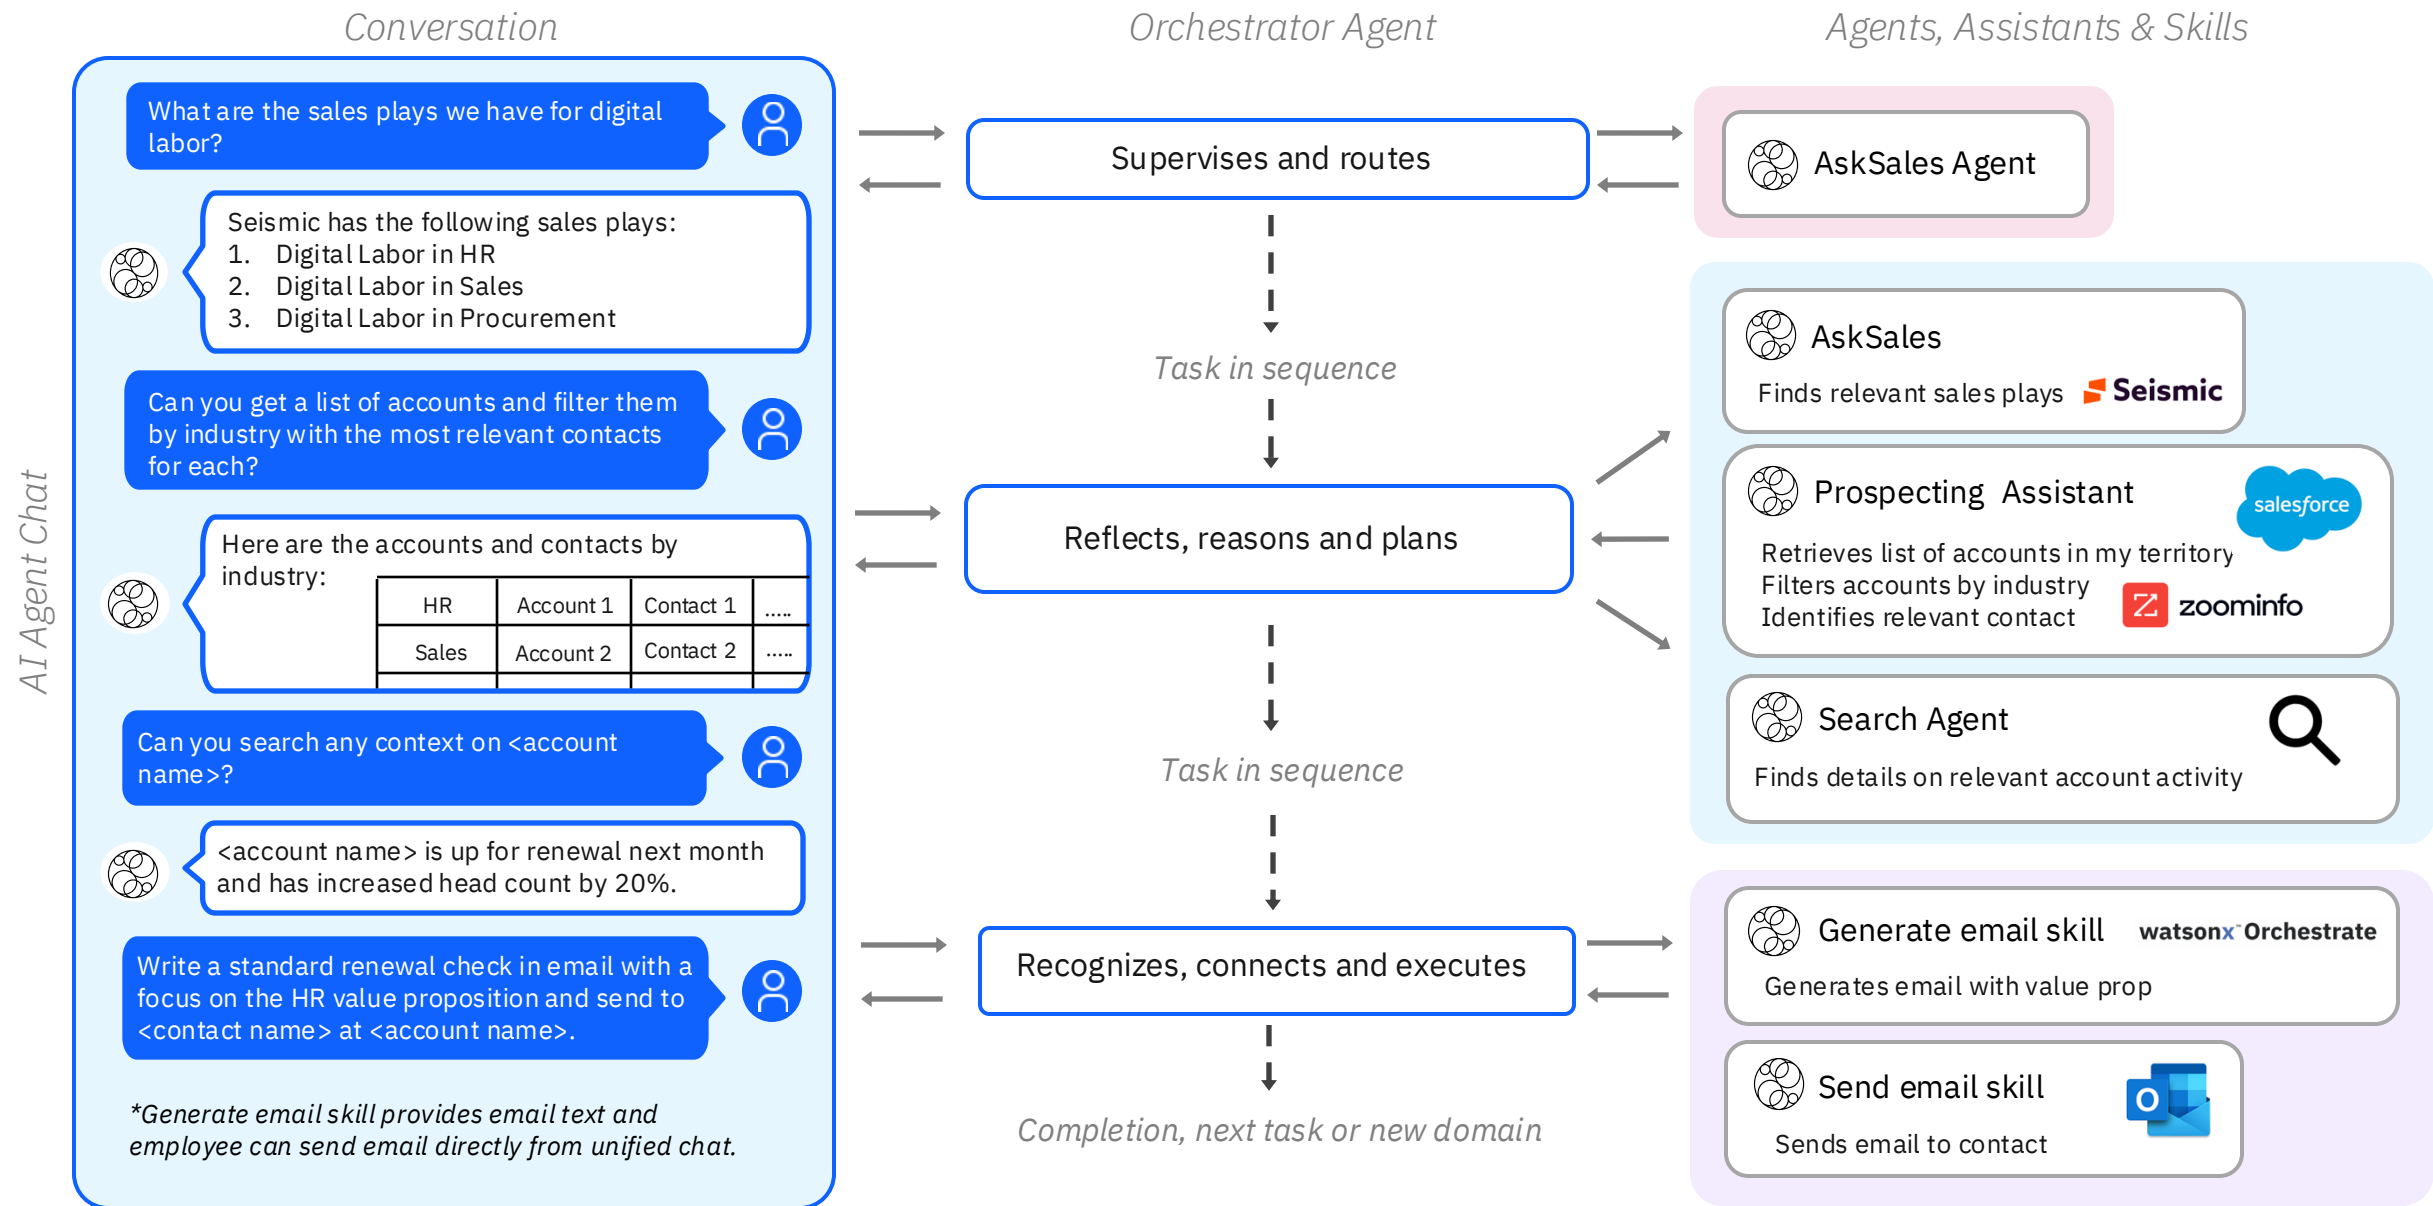 Conversation
Orchestrator Agent
Agents, Assistants & Skills
AI Agent Chat
What are the sales plays we have for digital
labor?
Seismic has the following sales plays:
1. Digital Labor in HR
2. Digital Labor in Sales
3. Digital Labor in Procurement
Can you get a list of accounts and filter them
by industry with the most relevant contacts
for each?
Here are the accounts and contacts by
industry:
HR Account 1 Contact 1 .....
Sales Account 2 Contact 2 .....
Can you search any context on <account
name>?
<account name> is up for renewal next month
and has increased head count by 20%.
Write a standard renewal check in email with a
focus on the HR value proposition and send to
<contact name> at <account name>.
*Generate email skill provides email text and
employee can send email directly from unified chat.
Supervises and routes
Task in sequence
Reflects, reasons and plans
Task in sequence
Recognizes, connects and executes
Completion, next task or new domain
AskSales Agent
AskSales
Finds relevant sales plays Seismic
Prospecting Assistant
salesforce
Retrieves list of accounts in my territory
Filters accounts by industry
Identifies relevant contact
zoominfo
Search Agent
Finds details on relevant account activity
Generate email skill watsonx™ Orchestrate
Generates email with value prop
Send email skill
O
Sends email to contact